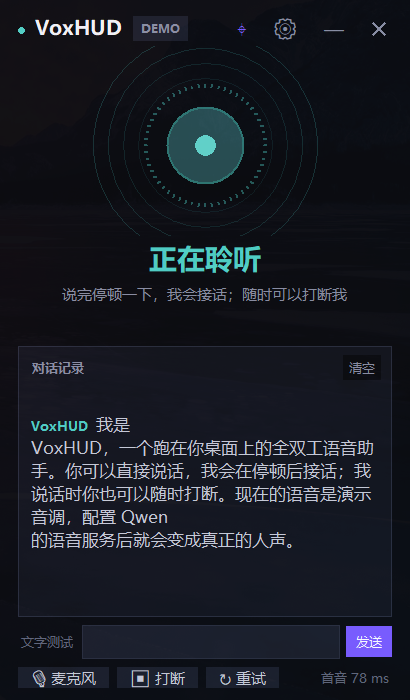 VoxHUD DEMO
正在聆听
说完停顿一下，我会接话；随时可以打断我
对话记录 清空
VoxHUD 我是
VoxHUD，一个跑在你桌面上的全双工语音助
手。你可以直接说话，我会在停顿后接话；我
说话时你也可以随时打断。现在的语音是演示
音调，配置 Qwen
的语音服务后就会变成真正的人声。
文字测试 发送
麦克风 打断 重试 首音 78 ms